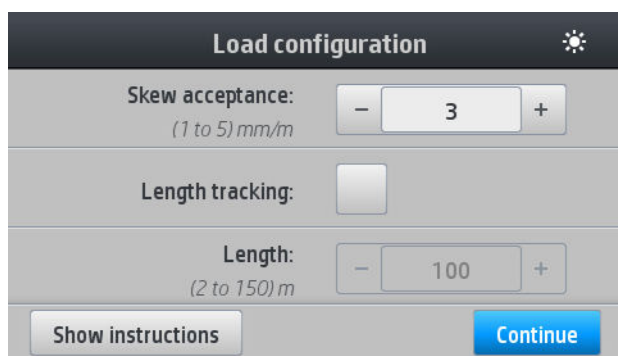 Load configuration
Skew acceptance:
(1 to 5) mm/m
− 3 +
Length tracking:
Length:
(2 to 150) m
− 100 +
Show instructions
Continue